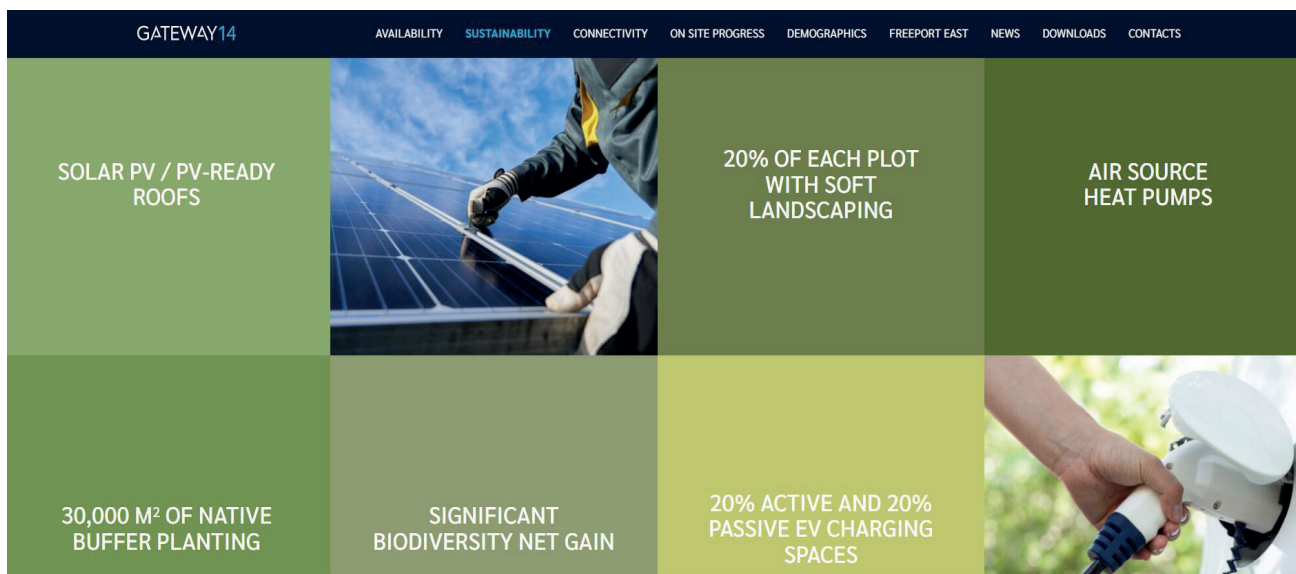 GATEWAY14
AVAILABILITY SUSTAINABILITY CONNECTIVITY ON SITE PROGRESS DEMOGRAPHICS FREEPORT EAST NEWS DOWNLOADS CONTACTS
SOLAR PV / PV-READY
ROOFS
20% OF EACH PLOT
WITH SOFT
LANDSCAPING
AIR SOURCE
HEAT PUMPS
30,000 M² OF NATIVE
BUFFER PLANTING
SIGNIFICANT
BIODIVERSITY NET GAIN
20% ACTIVE AND 20%
PASSIVE EV CHARGING
SPACES